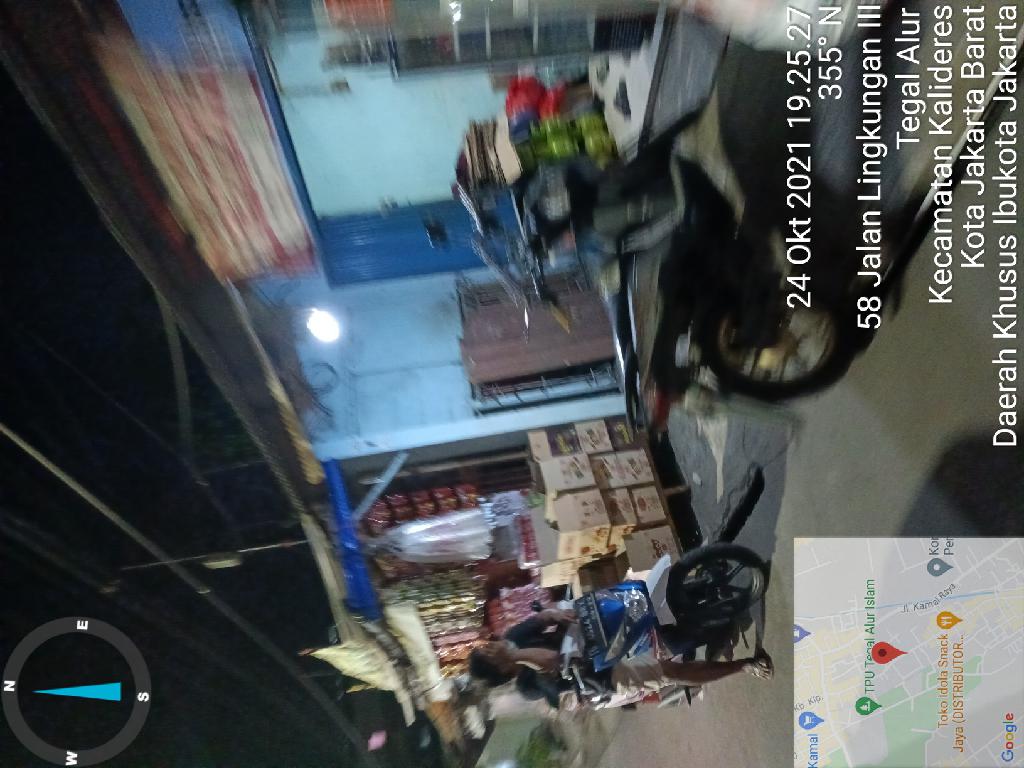 N
W
E
S
24 Okt 2021 19.25.27
355° N
58 Jalan Lingkungan III
Tegal Alur
Kecamatan Kalideres
Kota Jakarta Barat
Daerah Khusus Ibukota Jakarta
Kamal
TPU Tegal Alur Islam
Jl. Kamal Raya
Toko Idola Snack
Jaya (DISTRIBUTOR...
Kor
Per
Google